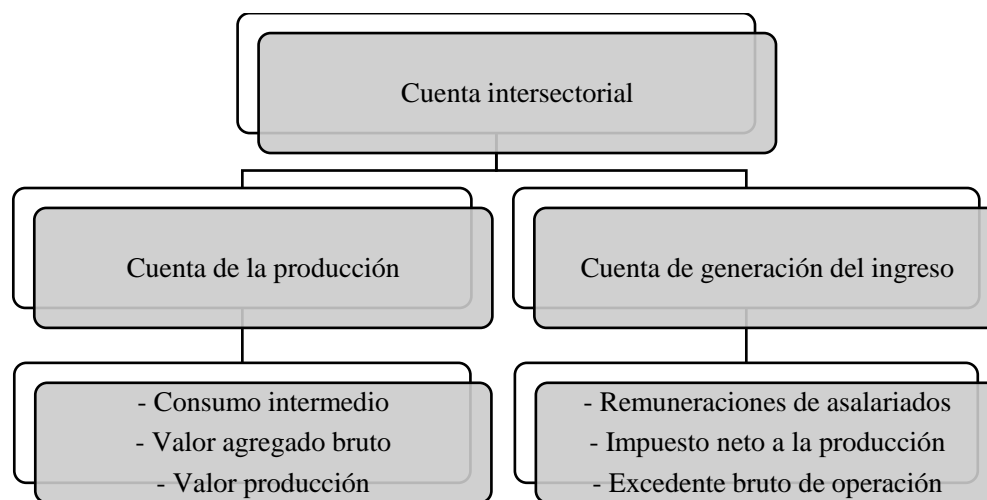 Cuenta intersectorial
Cuenta de la producción
Cuenta de generación del ingreso
- Consumo intermedio
- Valor agregado bruto
- Valor producción
- Remuneraciones de asalariados
- Impuesto neto a la producción
- Excedente bruto de operación